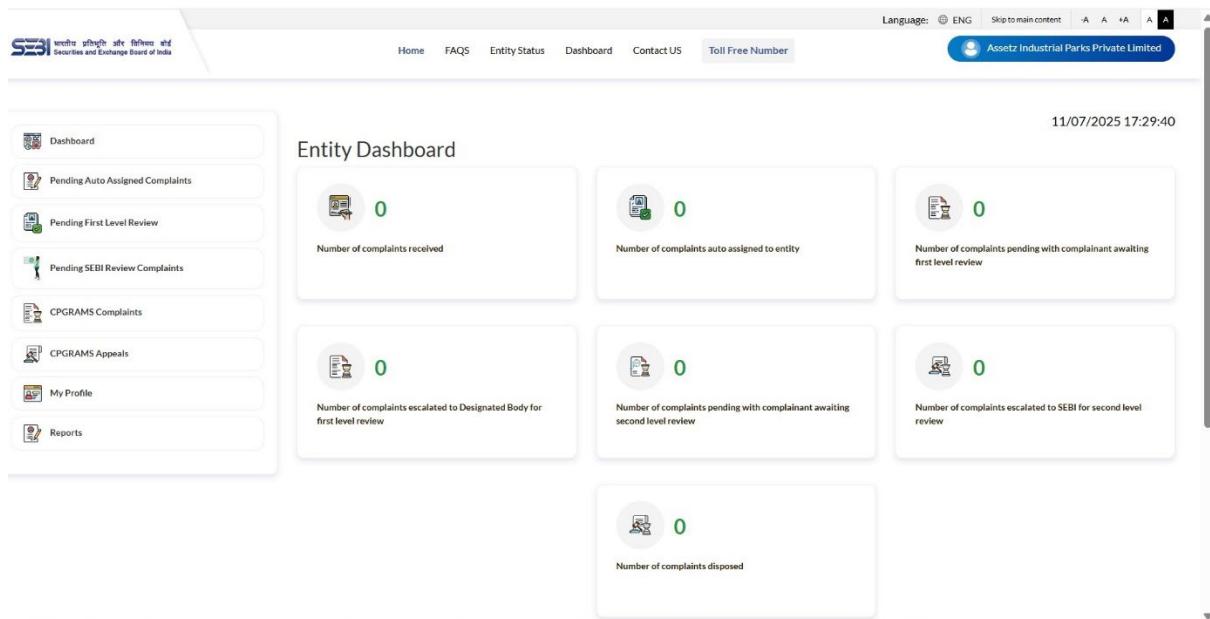 Language: ENG Skip to main content -A A +A A A
SEBI भारतीय प्रतिभूति और विनिमय बोर्ड
Securities and Exchange Board of India
Home FAQS Entity Status Dashboard Contact US Toll Free Number
Assetz Industrial Parks Private Limited
11/07/2025 17:29:40
Dashboard
Pending Auto Assigned Complaints
Pending First Level Review
Pending SEBI Review Complaints
CPGRAMS Complaints
CPGRAMS Appeals
My Profile
Reports
Entity Dashboard
0
Number of complaints received
0
Number of complaints auto assigned to entity
0
Number of complaints pending with complainant awaiting
first level review
0
Number of complaints escalated to Designated Body for
first level review
0
Number of complaints pending with complainant awaiting
second level review
0
Number of complaints escalated to SEBI for second level
review
0
Number of complaints disposed